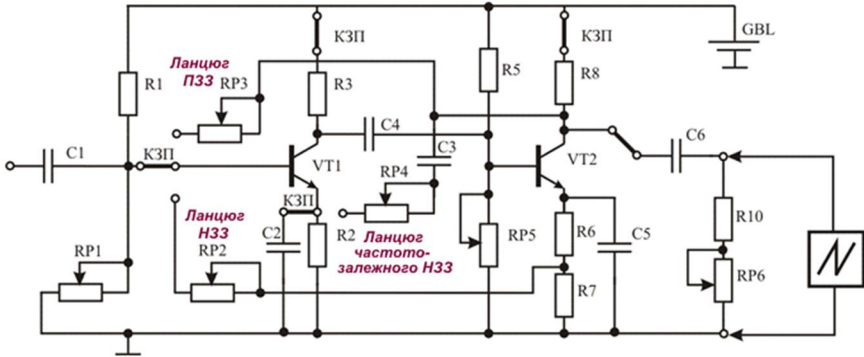 КЗП
КЗП
GBL
Ланцюг
ПЗЗ
RP3
R1
R3
R5
R8
C4
C1
КЗП
VT1
C3
VT2
C6
RP4
КЗП
Ланцюг
НЗЗ
RP2
C2
R2
Ланцюг
частото-
залежного НЗЗ
RP5
R6
C5
R10
RP1
R7
RP6